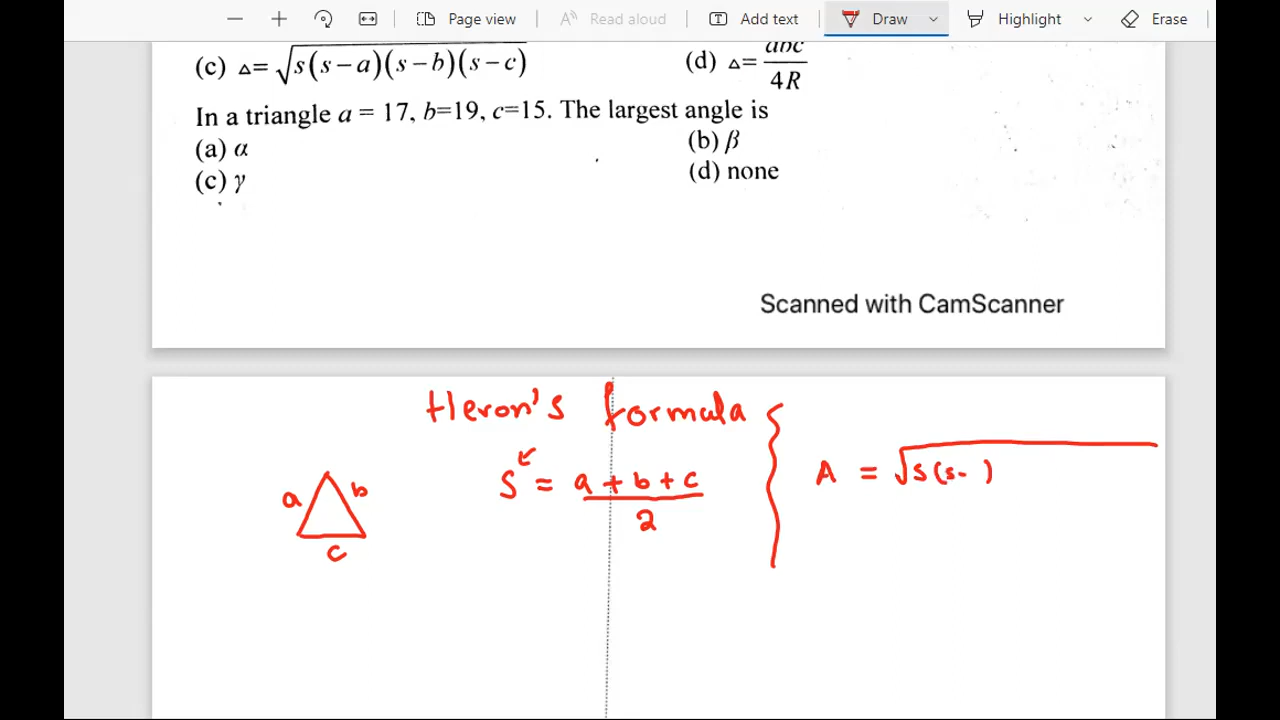 Page view Read aloud Add text Draw Highlight Erase
(c) △= √s(s−a)(s−b)(s−c) (d) △= abc
4R
In a triangle a = 17, b=19, c=15. The largest angle is
(a) α (b) β
(c) γ (d) none
Scanned with CamScanner
Heron's formula
S = a + b + c
2
A = √s(s- )
a b
c